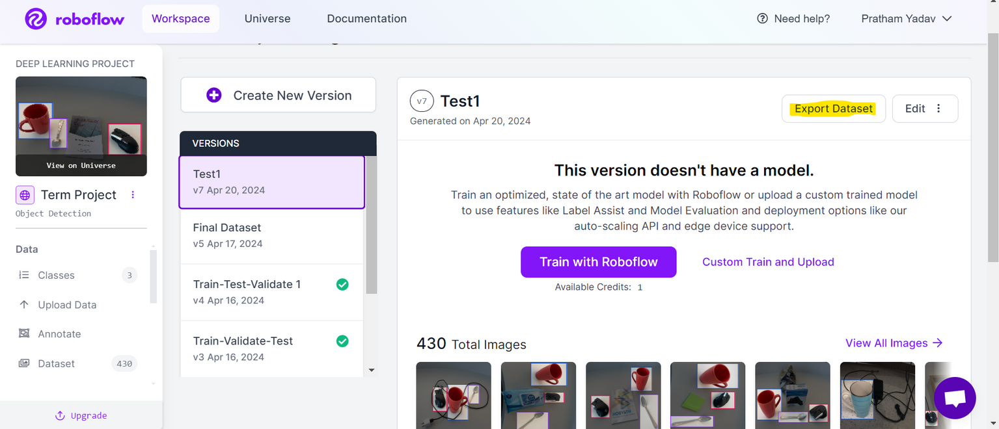 roboflow
Workspace
Universe
Documentation
Need help?
Pratham Yadav
DEEP LEARNING PROJECT
View on Universe
Term Project
Object Detection
Data
Classes 3
Upload Data
Annotate
Dataset 430
Upgrade
Create New Version
VERSIONS
Test1
v7 Apr 20, 2024
Final Dataset
v5 Apr 17, 2024
Train-Test-Validate 1
v4 Apr 16, 2024
Train-Validate-Test
v3 Apr 16, 2024
v7 Test1
Generated on Apr 20, 2024
Export Dataset
Edit
This version doesn't have a model.
Train an optimized, state of the art model with Roboflow or upload a custom trained model
to use features like Label Assist and Model Evaluation and deployment options like our
auto-scaling API and edge device support.
Train with Roboflow
Custom Train and Upload
Available Credits: 1
430 Total Images
View All Images